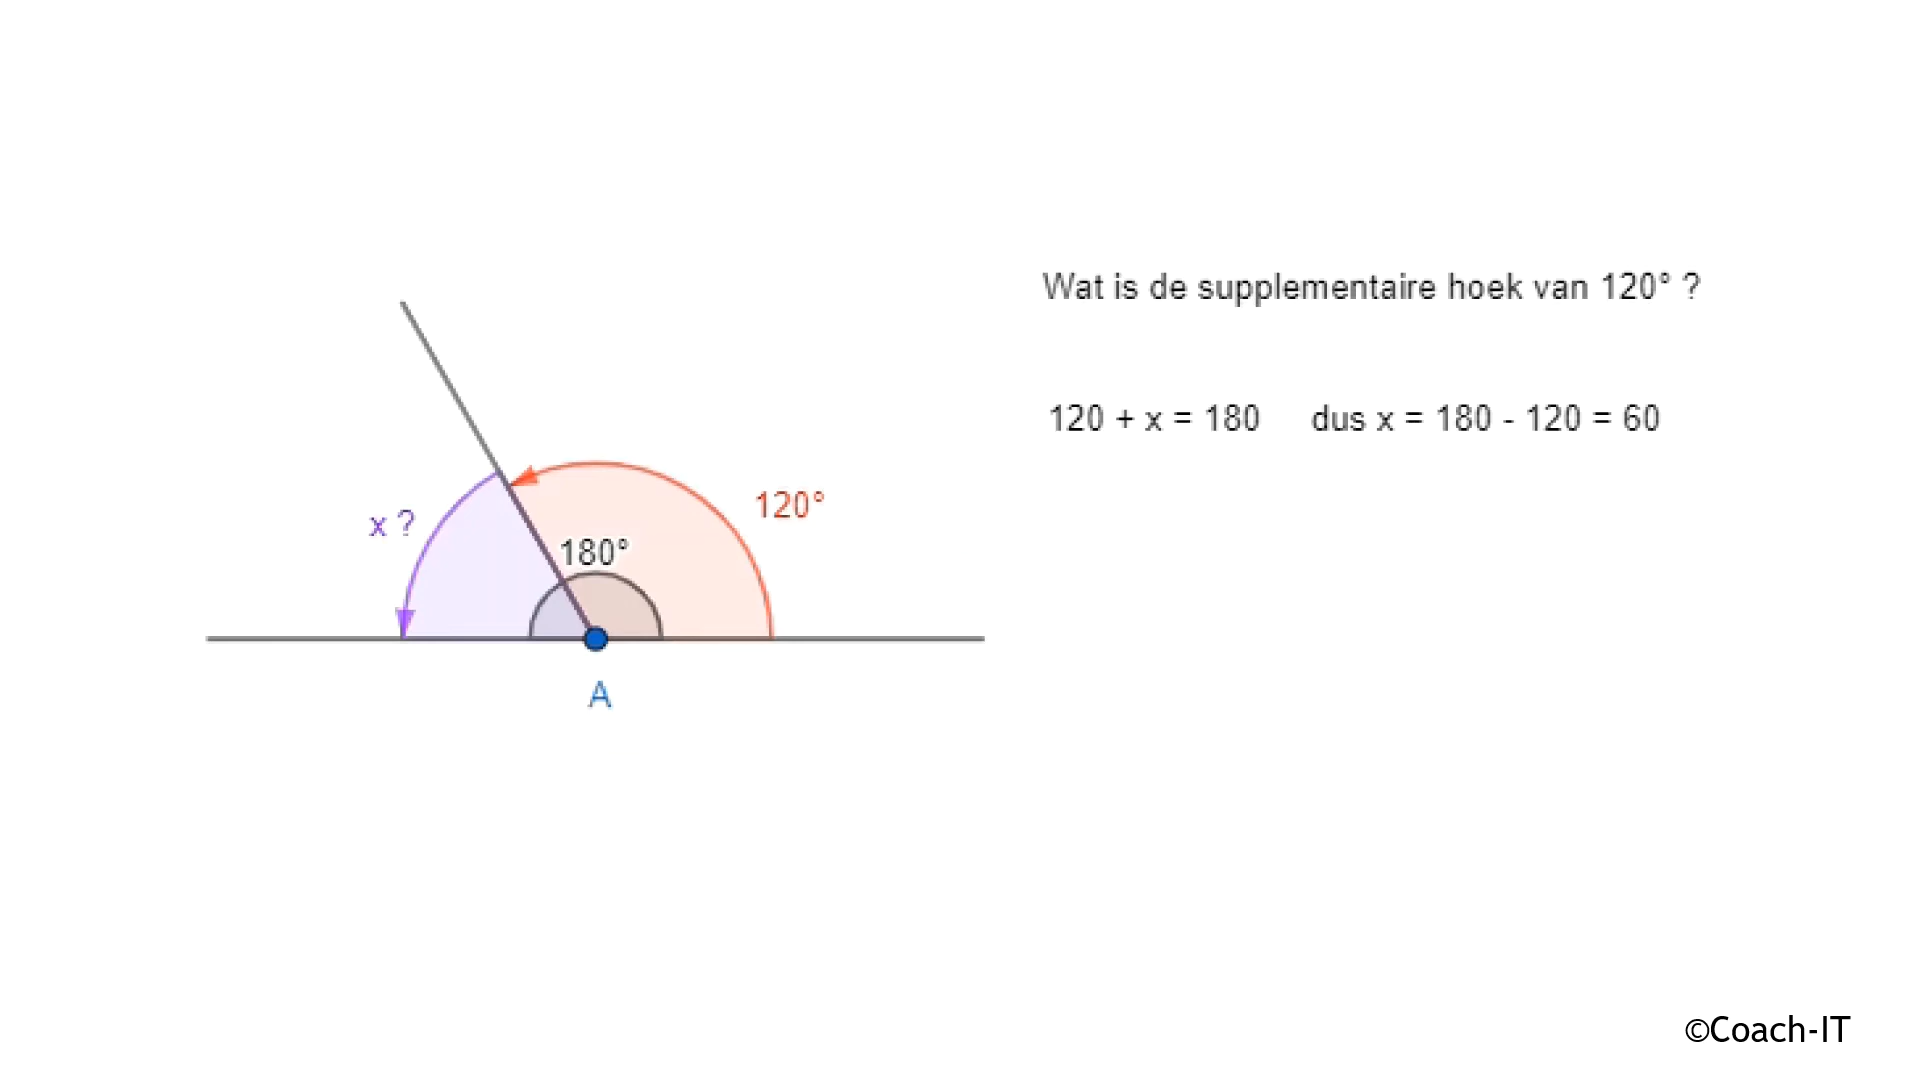 Wat is de supplementaire hoek van 120° ?
120 + x = 180 dus x = 180 - 120 = 60
x ?
120°
180°
A
©Coach-IT